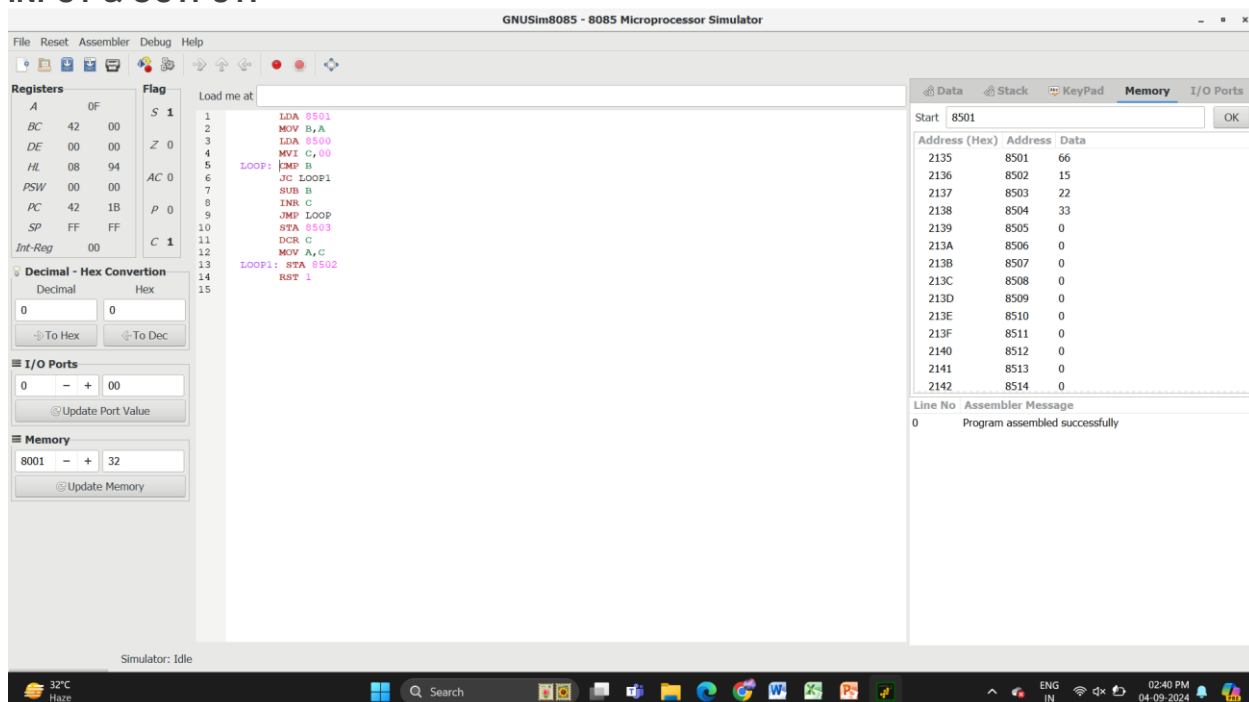 GNUSim8085 - 8085 Microprocessor Simulator
File Reset Assembler Debug Help
Registers
A 0F
BC 42 00
DE 00 00
HL 08 94
PSW 00 00
PC 42 1B
SP FF FF
Int-Reg 00
Flag
S 1
Z 0
AC 0
P 0
C 1
Decimal - Hex Convertion
Decimal Hex
0 0
To Hex To Dec
I/O Ports
0 - + 00
Update Port Value
Memory
8001 - + 32
Update Memory
Load me at
1 LDA 8501
2 MOV B,A
3 LDA 8500
4 MVI C,00
5 LOOP: CMP B
6 JC LOOP1
7 SUB B
8 INR C
9 JMP LOOP
10 STA 8503
11 DCR C
12 MOV A,C
13 LOOP1: STA 8502
14 RST 1
15
Data Stack KeyPad Memory I/O Ports
Start 8501 OK
Address (Hex) Address Data
2135 8501 66
2136 8502 15
2137 8503 22
2138 8504 33
2139 8505 0
213A 8506 0
213B 8507 0
213C 8508 0
213D 8509 0
213E 8510 0
213F 8511 0
2140 8512 0
2141 8513 0
2142 8514 0
Line No Assembler Message
0 Program assembled successfully
Simulator: Idle
32°C
Haze
Search
ENG
IN
02:40 PM
04-09-2024